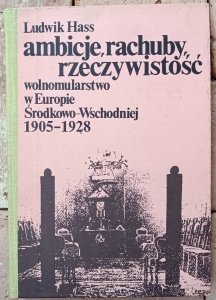 Ludwik Hass
ambicje, rachuby,
rzeczywistość
wolnomularstwo
w Europie
Środkowo-Wschodniej
1905-1928